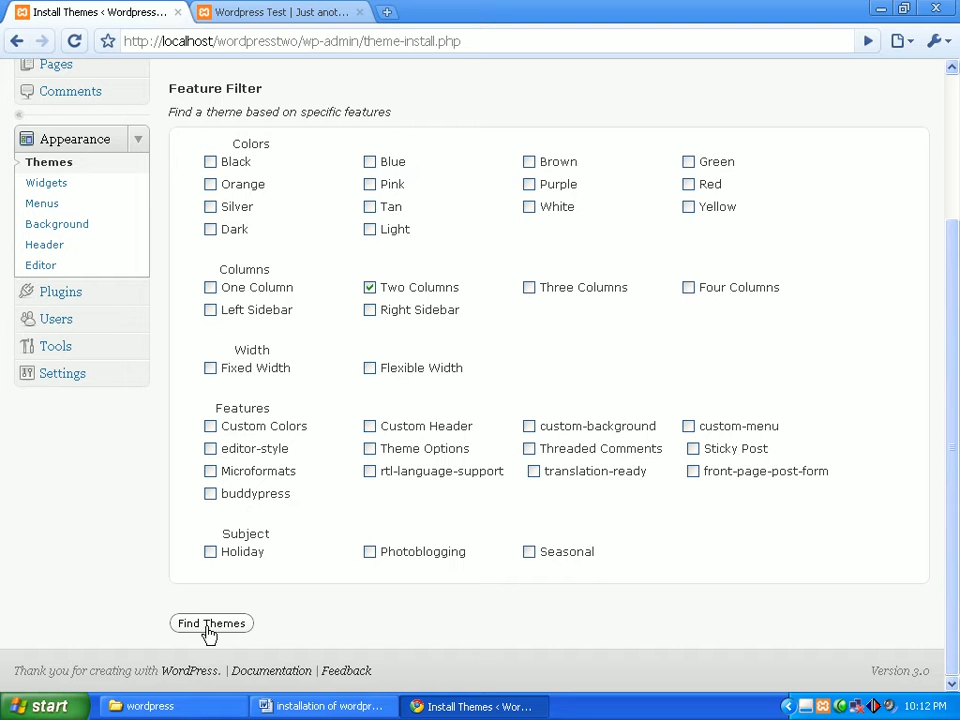 Install Themes < Wordpress...
Wordpress Test | Just anot...
http://localhost/wordpresstwo/wp-admin/theme-install.php
Pages
Comments
Appearance
Themes
Widgets
Menus
Background
Header
Editor
Plugins
Users
Tools
Settings
Feature Filter
Find a theme based on specific features
Colors
Black Blue Brown Green
Orange Pink Purple Red
Silver Tan White Yellow
Dark Light
Columns
One Column Two Columns Three Columns Four Columns
Left Sidebar Right Sidebar
Width
Fixed Width Flexible Width
Features
Custom Colors Custom Header custom-background custom-menu
editor-style Theme Options Threaded Comments Sticky Post
Microformats rtl-language-support translation-ready front-page-post-form
buddypress
Subject
Holiday Photoblogging Seasonal
Find Themes
Thank you for creating with WordPress. | Documentation | Feedback Version 3.0
start wordpress installation of wordpr... Install Themes < Wor... 10:12 PM